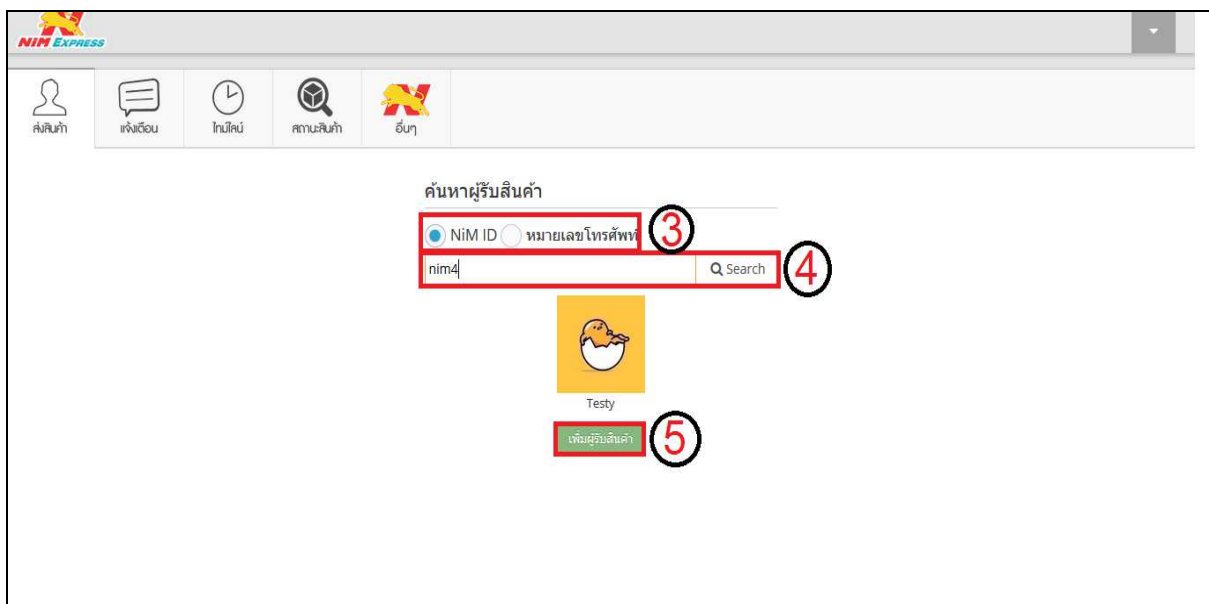 NiM EXPRESS
ส่งสินค้า
แจ้งเตือน
ไทม์ไลน์
สถานะสินค้า
อื่นๆ
ค้นหาผู้รับสินค้า
NiM ID หมายเลขโทรศัพท์ 3
nim4 Search 4
Testy
เพิ่มผู้รับสินค้า 5